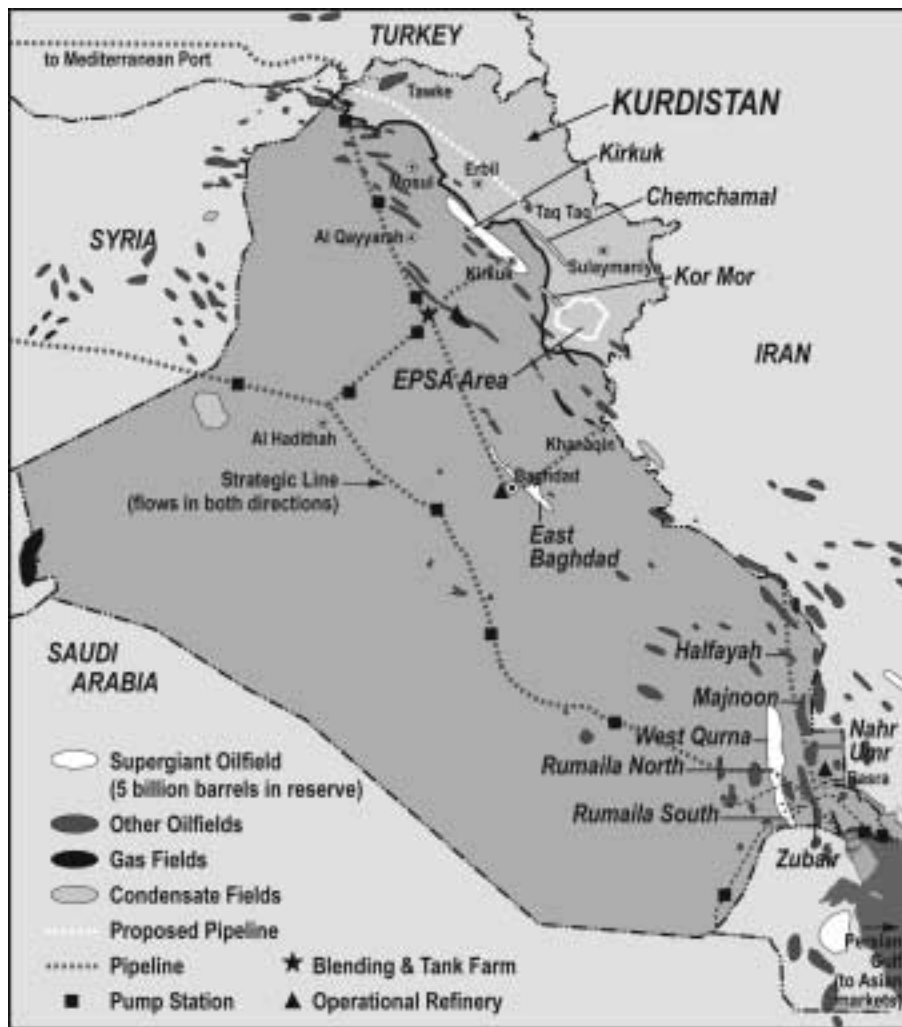 TURKEY
to Mediterranean Port
Tawke
KURDISTAN
Kirkuk
Erbil
Mosul
Chemchamal
Taq Taq
SYRIA
Al Qayyarah
Kirkuk
Sulaymaniya
Kor Mor
IRAN
EPSA Area
Al Hadithah
Khanaqin
Strategic Line
(flows in both directions)
Baghdad
East
Baghdad
SAUDI
ARABIA
Halfayah
Majnoon
Nahr
Umr
West Qurna
Rumaila North
Basra
Rumaila South
Zubair
Supergiant Oilfield
(5 billion barrels in reserve)
Other Oilfields
Gas Fields
Condensate Fields
Proposed Pipeline
Pipeline
Pump Station
Blending & Tank Farm
Operational Refinery
Persian
Gulf
(to Asian
markets)